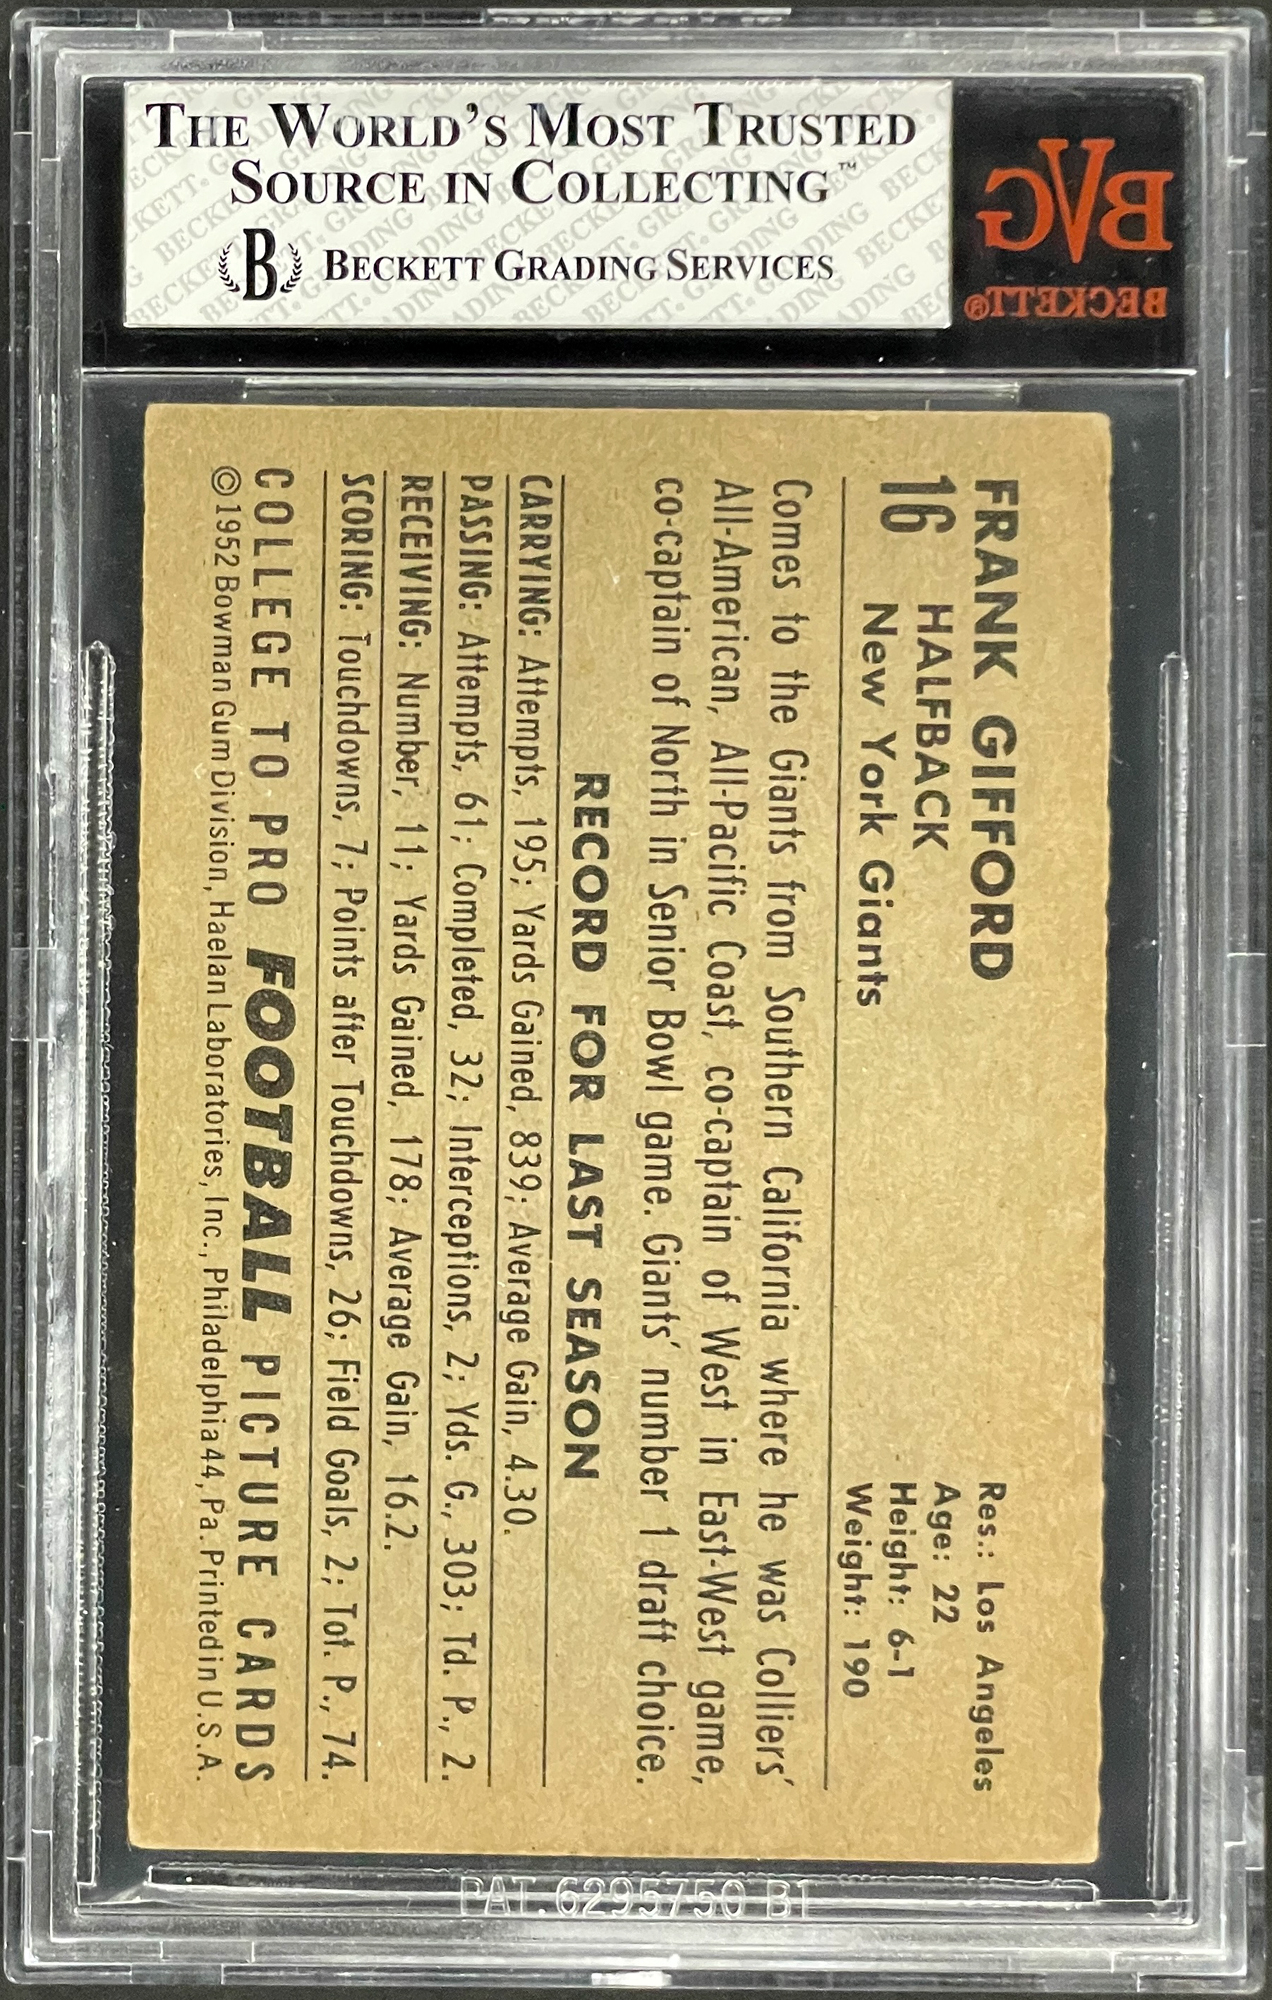 THE WORLD'S MOST TRUSTED
SOURCE IN COLLECTING™
B BECKETT GRADING SERVICES
BVG
BECKETT®
FRANK GIFFORD
16 HALFBACK
New York Giants
Res.: Los Angeles
Age: 22
Height: 6-1
Weight: 190
Comes to the Giants from Southern California where he was Colliers'
All-American, All-Pacific Coast, co-captain of West in East-West game,
co-captain of North in Senior Bowl game. Giants' number 1 draft choice.
RECORD FOR LAST SEASON
CARRYING: Attempts, 195; Yards Gained, 839; Average Gain, 4.30.
PASSING: Attempts, 61; Completed, 32; Interceptions, 2; Yds. G., 303; Td. P., 2.
RECEIVING: Number, 11; Yards Gained, 178; Average Gain, 16.2.
SCORING: Touchdowns, 7; Points after Touchdowns, 26; Field Goals, 2; Tot. P., 74.
COLLEGE TO PRO FOOTBALL PICTURE CARDS
©1952 Bowman Gum Division, Haelan Laboratories, Inc., Philadelphia 44, Pa. Printed in U.S.A.
PAT. 6295750 B1